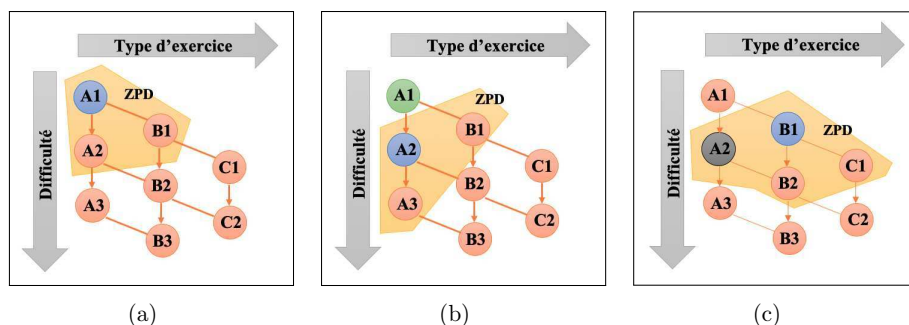 Type d'exercice
Difficulté
ZPD
A1
B1
A2
C1
B2
A3
C2
B3
(a)
Type d'exercice
Difficulté
ZPD
A1
B1
A2
C1
B2
A3
C2
B3
(b)
Type d'exercice
Difficulté
A1
B1
ZPD
A2
C1
B2
A3
C2
B3
(c)